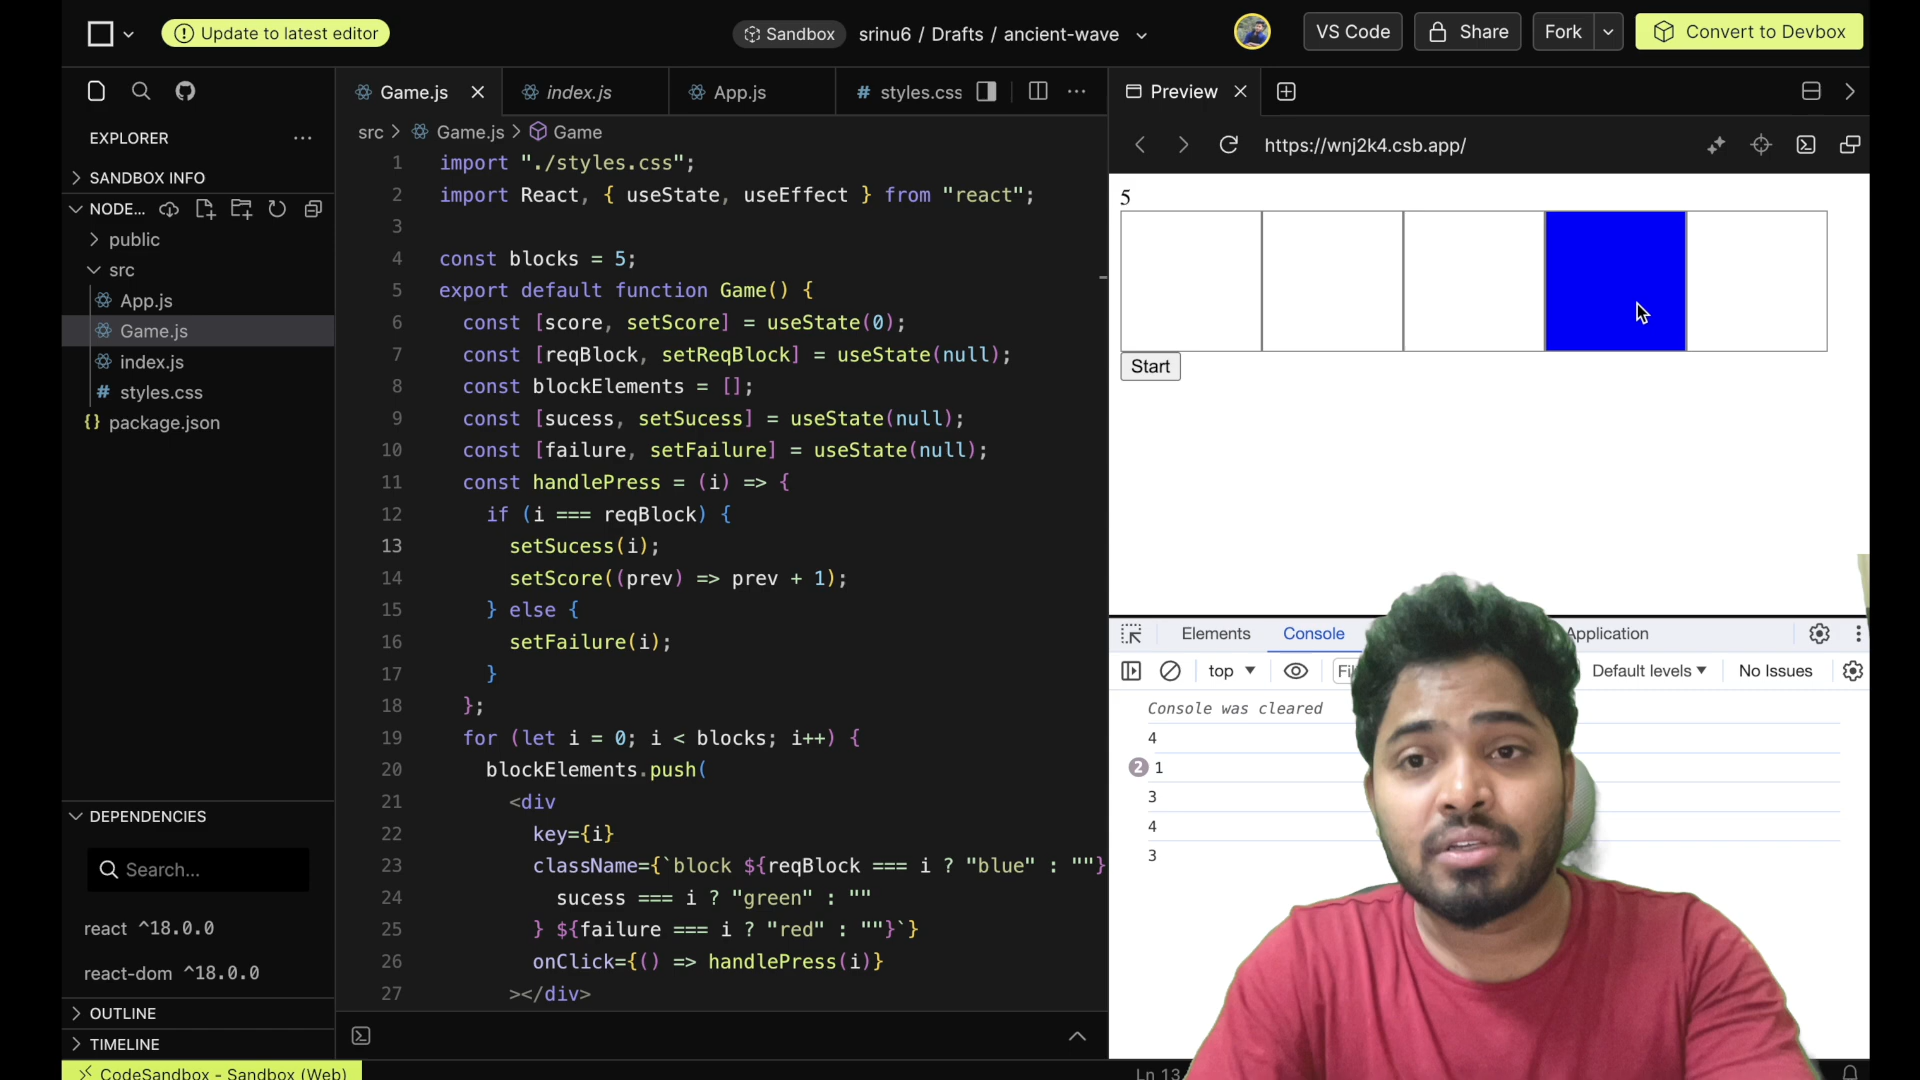 Update to latest editor
Sandbox srinu6 / Drafts / ancient-wave
VS Code
Share
Fork
Convert to Devbox
Game.js
index.js
App.js
# styles.css
Preview
EXPLORER
SANDBOX INFO
NODE...
public
src
App.js
Game.js
index.js
# styles.css
{} package.json
DEPENDENCIES
Search...
react ^18.0.0
react-dom ^18.0.0
OUTLINE
TIMELINE
CodeSandbox - Sandbox (Web)
src > Game.js > Game
1 import "./styles.css";
2 import React, { useState, useEffect } from "react";
3
4 const blocks = 5;
5 export default function Game() {
6 const [score, setScore] = useState(0);
7 const [reqBlock, setReqBlock] = useState(null);
8 const blockElements = [];
9 const [sucess, setSucess] = useState(null);
10 const [failure, setFailure] = useState(null);
11 const handlePress = (i) => {
12 if (i === reqBlock) {
13 setSucess(i);
14 setScore((prev) => prev + 1);
15 } else {
16 setFailure(i);
17 }
18 };
19 for (let i = 0; i < blocks; i++) {
20 blockElements.push(
21 <div
22 key={i}
23 className={`block ${reqBlock === i ? "blue" : ""}
24 sucess === i ? "green" : ""
25 } ${failure === i ? "red" : ""}`}
26 onClick={() => handlePress(i)}
27 ></div>
https://wnj2k4.csb.app/
5
Start
Elements
Console
Application
top
Default levels
No Issues
Console was cleared
4
2 1
3
4
3
Ln 13